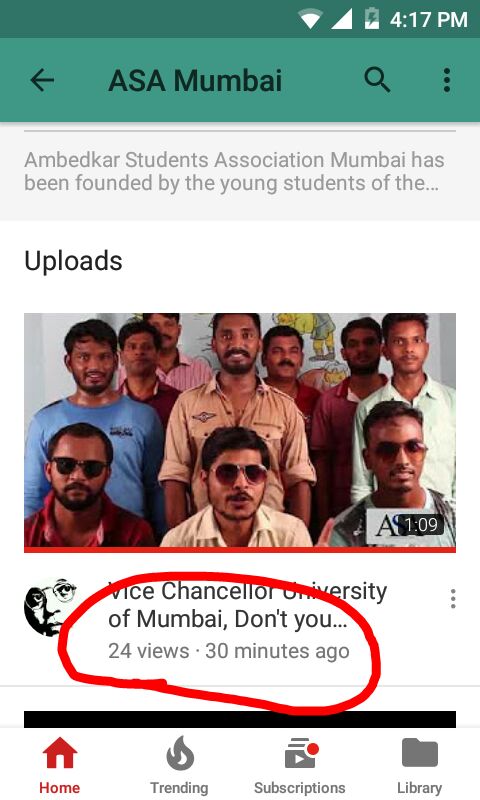 4:17 PM
ASA Mumbai
Ambedkar Students Association Mumbai has
been founded by the young students of the...
Uploads
1:09
Vice Chancellor University
of Mumbai, Don't you...
24 views · 30 minutes ago
Home
Trending
Subscriptions
Library